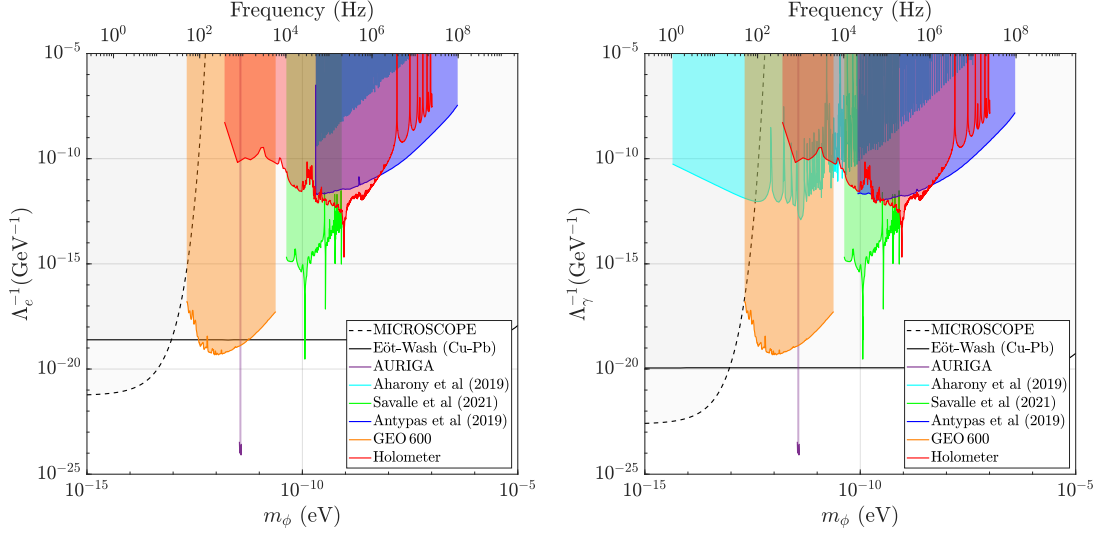 Frequency (Hz)
10^0 10^2 10^4 10^6 10^8
10^-5
10^-10
10^-15
10^-20
10^-25
Λ_e^-1(GeV^-1)
MICROSCOPE
Eöt-Wash (Cu-Pb)
AURIGA
Aharony et al (2019)
Savalle et al (2021)
Antypas et al (2019)
GEO 600
Holometer
10^-15 10^-10 10^-5
m_ϕ (eV)
Frequency (Hz)
10^0 10^2 10^4 10^6 10^8
10^-5
10^-10
10^-15
10^-20
10^-25
Λ_γ^-1(GeV^-1)
MICROSCOPE
Eöt-Wash (Cu-Pb)
AURIGA
Aharony et al (2019)
Savalle et al (2021)
Antypas et al (2019)
GEO 600
Holometer
10^-15 10^-10 10^-5
m_ϕ (eV)